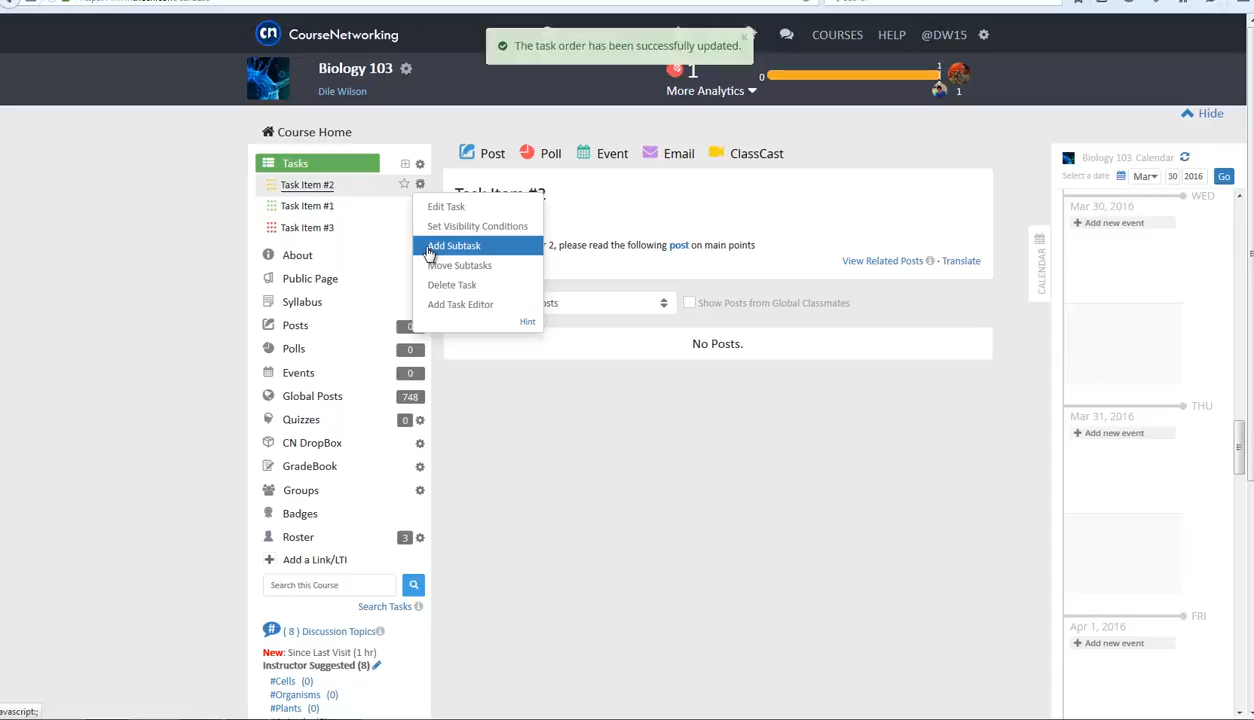 The task order has been successfully updated.
×
cn CourseNetworking
COURSES HELP @DW15
Biology 103
Dile Wilson
1
0
1
1
More Analytics
Hide
Course Home
Tasks
Task Item #2
Task Item #1
Task Item #3
About
Public Page
Syllabus
Posts
Polls 0
Events 0
Global Posts 748
Quizzes 0
CN DropBox
GradeBook
Groups
Badges
Roster 3
Add a Link/LTI
Search this Course
Search Tasks
( 8 ) Discussion Topics
New: Since Last Visit (1 hr)
Instructor Suggested (8)
#Cells (0)
#Organisms (0)
#Plants (0)
Edit Task
Set Visibility Conditions
Add Subtask
Move Subtasks
Delete Task
Add Task Editor
Hint
Post Poll Event Email ClassCast
Task Item #2
2, please read the following post on main points
View Related Posts · Translate
Show Posts from Global Classmates
No Posts.
CALENDAR
Biology 103 Calendar
Select a date Mar 30 2016 Go
WED
Mar 30, 2016
+ Add new event
THU
Mar 31, 2016
+ Add new event
FRI
Apr 1, 2016
+ Add new event
avascript:;